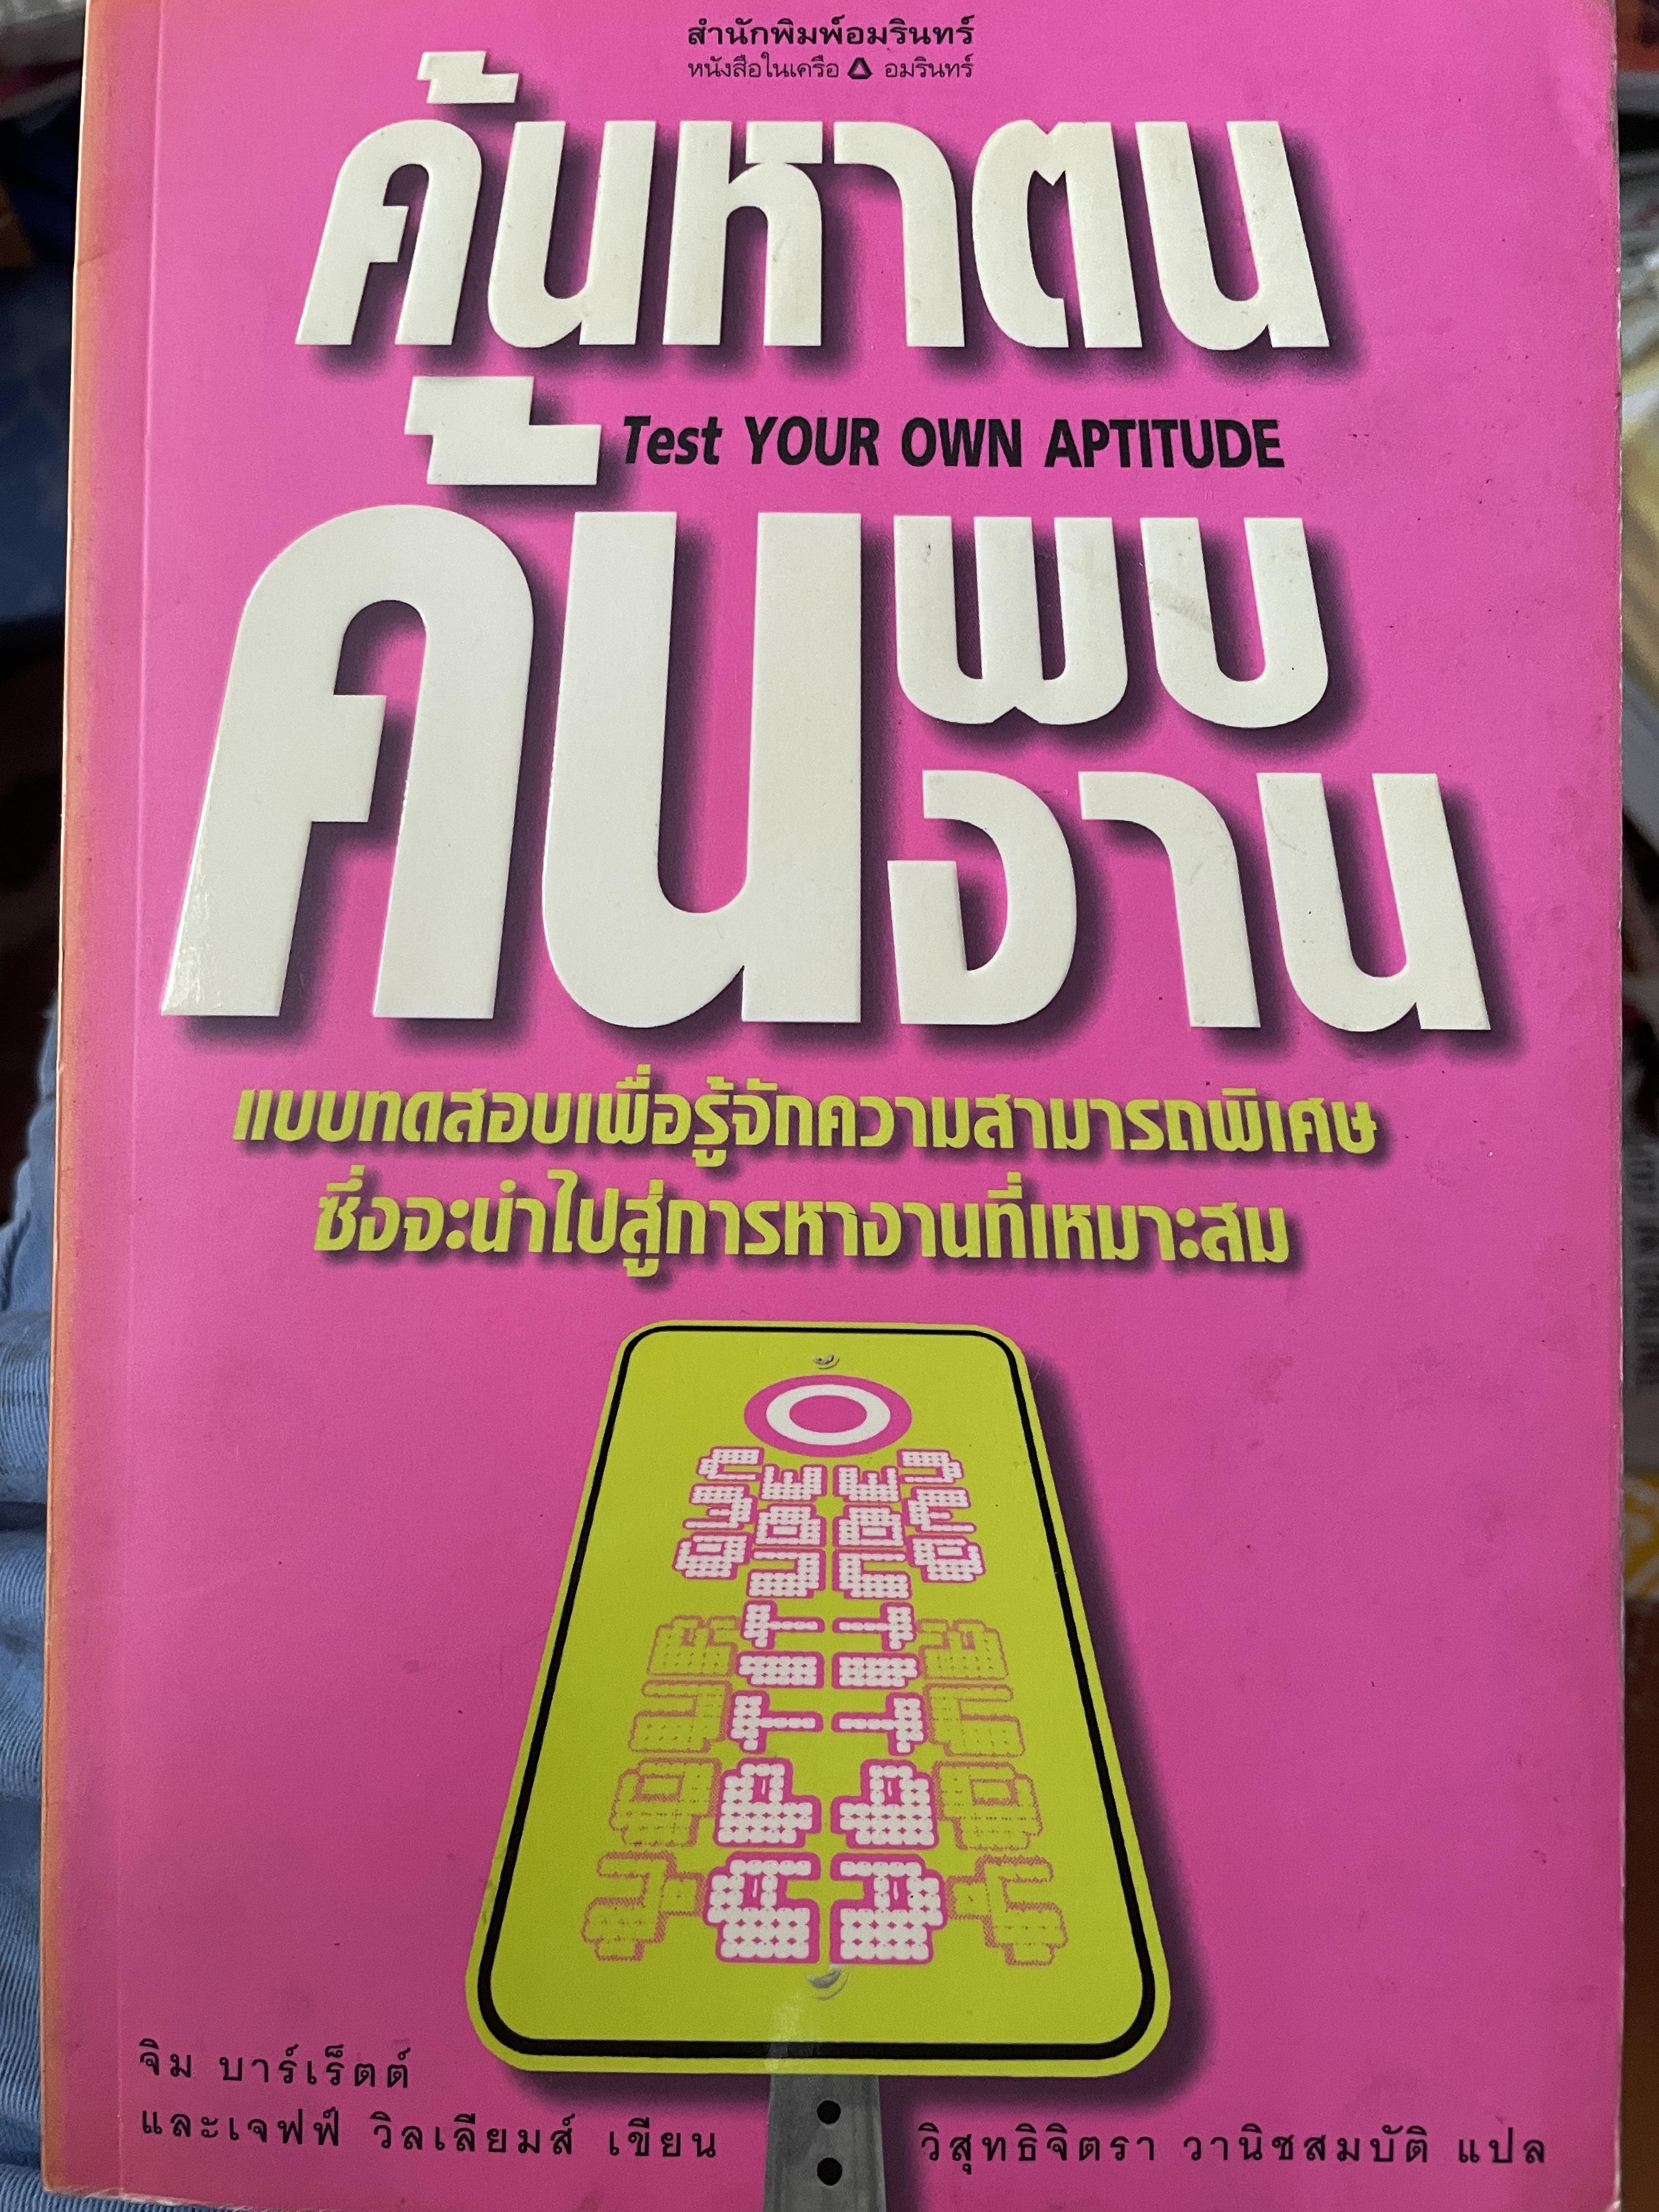 สำนักพิมพ์อมรินทร์
หนังสือในเครือ อมรินทร์
ค้นหาตน
Test YOUR OWN APTITUDE
ค้นพบ
งาน
แบบทดสอบเพื่อรู้จักความสามารถพิเศษ
ซึ่งจะนำไปสู่การหางานที่เหมาะสม
จิม บาร์เร็ตต์
และเจฟฟ์ วิลเลียมส์ เขียน
วิสุทธิจิตรา วานิชสมบัติ แปล